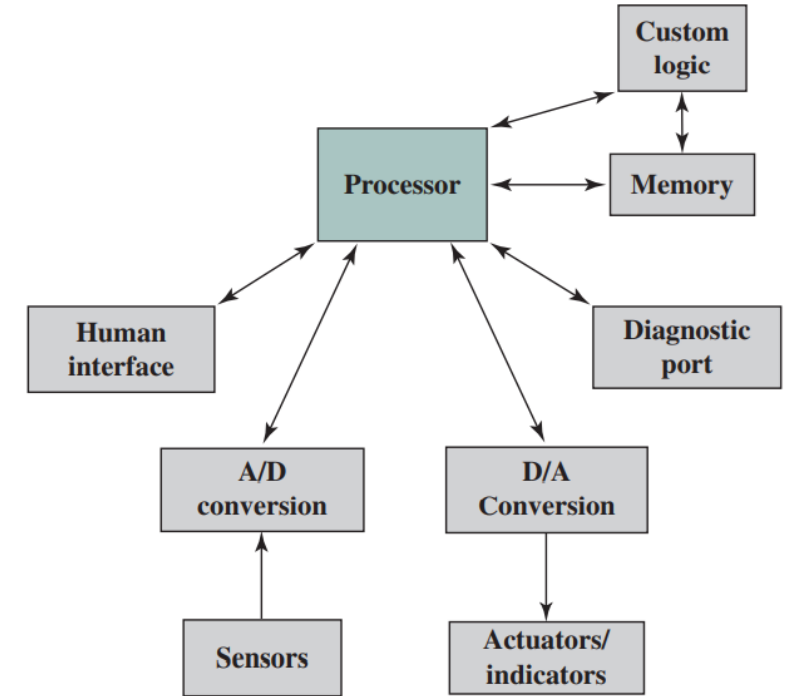 Custom
logic
Processor
Memory
Human
interface
Diagnostic
port
A/D
conversion
D/A
Conversion
Sensors
Actuators/
indicators